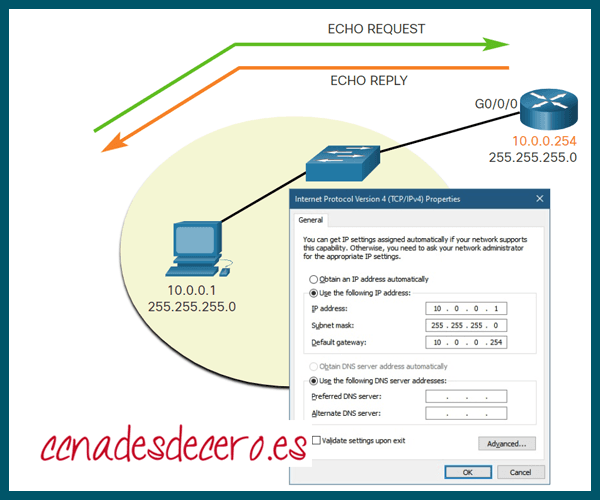 ECHO REQUEST
ECHO REPLY
G0/0/0
10.0.0.254
255.255.255.0
10.0.0.1
255.255.255.0
Internet Protocol Version 4 (TCP/IPv4) Properties
General
You can get IP settings assigned automatically if your network supports
this capability. Otherwise, you need to ask your network administrator
for the appropriate IP settings.
Obtain an IP address automatically
Use the following IP address:
IP address: 10 . 0 . 0 . 1
Subnet mask: 255 . 255 . 255 . 0
Default gateway: 10 . 0 . 0 . 254
Obtain DNS server address automatically
Use the following DNS server addresses:
Preferred DNS server: . . .
Alternate DNS server: . . .
Validate settings upon exit
Advanced...
OK Cancel
ccnadesdecero.es